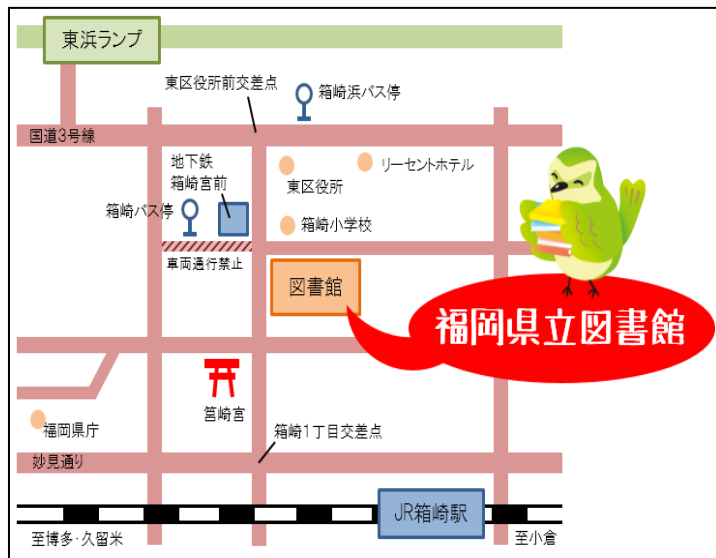 東浜ランプ
東区役所前交差点
箱崎浜バス停
国道3号線
地下鉄
箱崎宮前
リーセントホテル
東区役所
箱崎バス停
箱崎小学校
車両通行禁止
図書館
福岡県立図書館
筥崎宮
福岡県庁
箱崎1丁目交差点
妙見通り
JR箱崎駅
至博多・久留米
至小倉